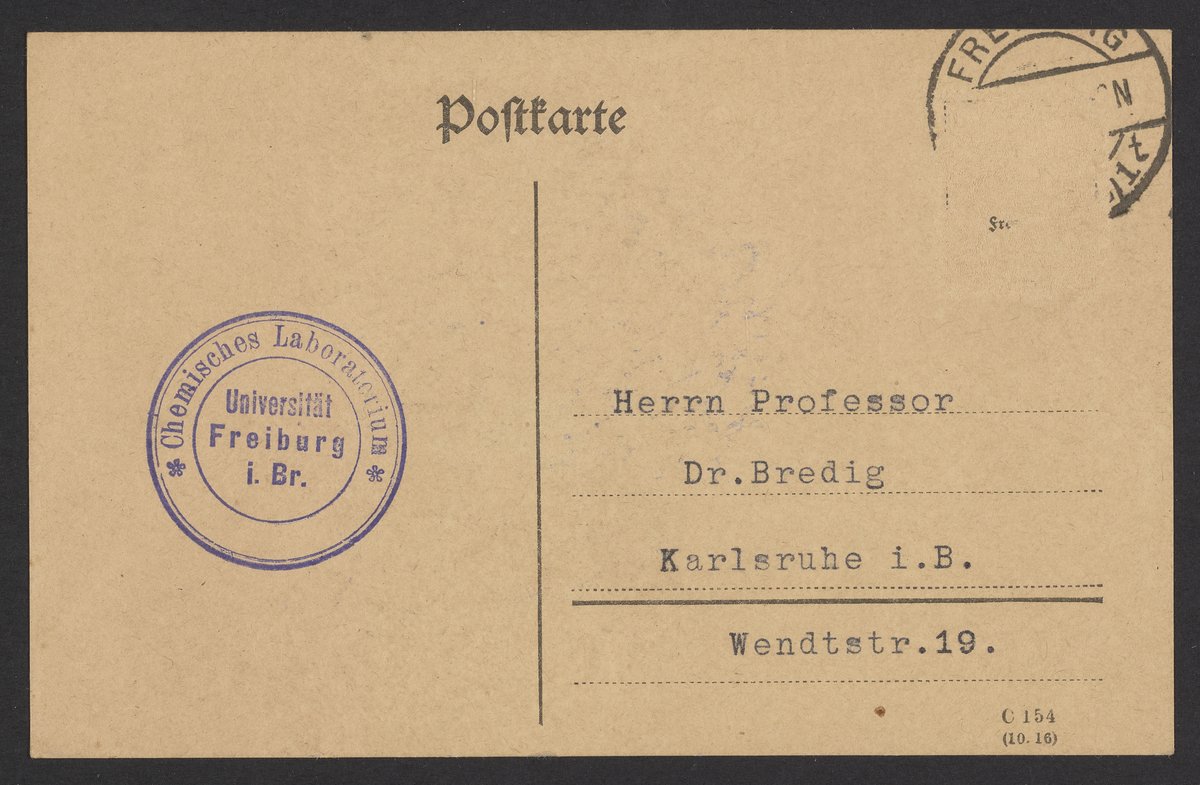 Postkarte
Chemisches Laboratorium
Universität
Freiburg
i. Br.
Herrn Professor
Dr.Bredig
Karlsruhe i.B.
Wendtstr.19.
C 154
(10. 16)